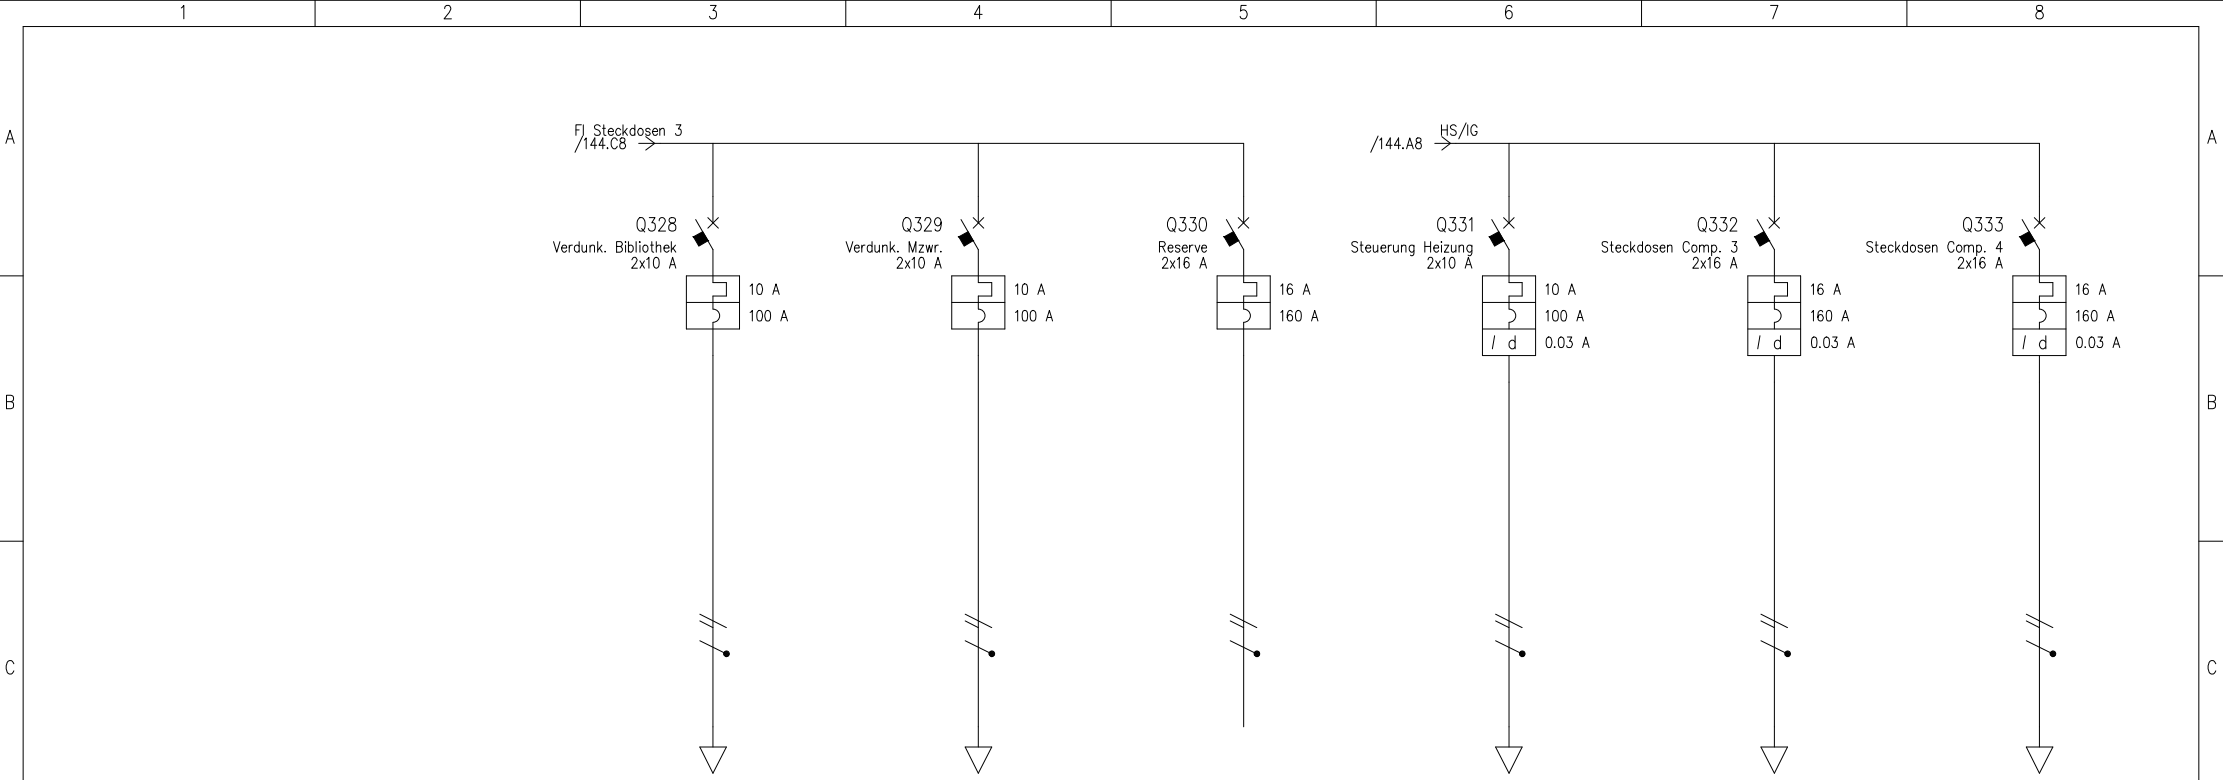 1 2 3 4 5 6 7 8
A A
FI Steckdosen 3
/144.C8
HS/IG
/144.A8
Q328
Verdunk. Bibliothek
2x10 A
10 A
100 A
Q329
Verdunk. Mzwr.
2x10 A
10 A
100 A
Q330
Reserve
2x16 A
16 A
160 A
Q331
Steuerung Heizung
2x10 A
10 A
100 A
I d 0.03 A
Q332
Steckdosen Comp. 3
2x16 A
16 A
160 A
I d 0.03 A
Q333
Steckdosen Comp. 4
2x16 A
16 A
160 A
I d 0.03 A
B B
C C